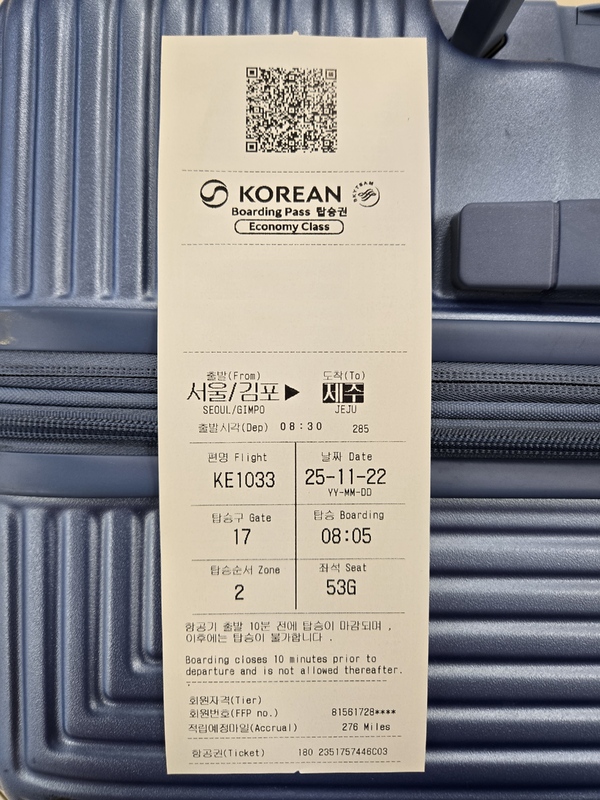 KOREAN
SKYTEAM
Boarding Pass 탑승권
Economy Class
출발(From) 도착(To)
서울/김포 ▶ 제주
SEOUL/GIMPO JEJU
출발시각(Dep) 08:30 285
편명 Flight 날짜 Date
KE1033 25-11-22
YY-MM-DD
탑승구 Gate 탑승 Boarding
17 08:05
탑승순서 Zone 좌석 Seat
2 53G
항공기 출발 10분 전에 탑승이 마감되며 ,
이후에는 탑승이 불가합니다 .
Boarding closes 10 minutes prior to
departure and is not allowed thereafter.
회원자격(Tier)
회원번호(FFP no.) 81561728****
적립예정마일(Accrual) 276 Miles
항공권(Ticket) 180 2351757446C03